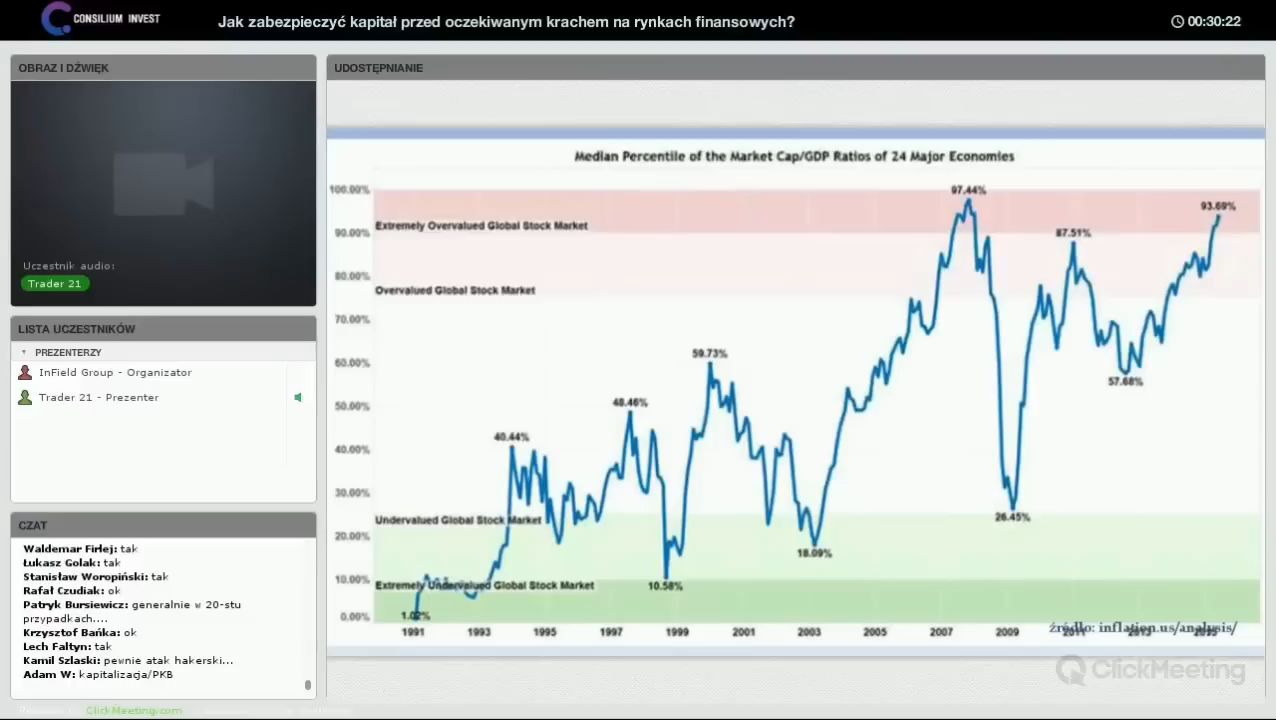 CONSILIUM INVEST
Jak zabezpieczyć kapitał przed oczekiwanym krachem na rynkach finansowych?
00:30:22
OBRAZ I DŹWIĘK
Uczestnik audio:
Trader 21
LISTA UCZESTNIKÓW
PREZENTERZY
InField Group - Organizator
Trader 21 - Prezenter
CZAT
Waldemar Firlej: tak
Łukasz Golak: tak
Stanisław Woropiński: tak
Rafał Czudiak: ok
Patryk Bursiewicz: generalnie w 20-stu
przypadkach....
Krzysztof Bańka: ok
Lech Faltyn: tak
Kamil Szlaski: pewnie atak hakerski...
Adam W: kapitalizacja/PKB
ClickMeeting.com
UDOSTĘPNIANIE
Median Percentile of the Market Cap/GDP Ratios of 24 Major Economies
100.00%
90.00%
80.00%
70.00%
60.00%
50.00%
40.00%
30.00%
20.00%
10.00%
0.00%
Extremely Overvalued Global Stock Market
Overvalued Global Stock Market
Undervalued Global Stock Market
Extremely Undervalued Global Stock Market
1.02%
40.44%
48.46%
10.58%
59.73%
18.09%
97.44%
26.45%
87.51%
57.68%
93.69%
1991 1993 1995 1997 1999 2001 2003 2005 2007 2009 2011 2013 2015
źródło: inflation.us/analysis/
ClickMeeting